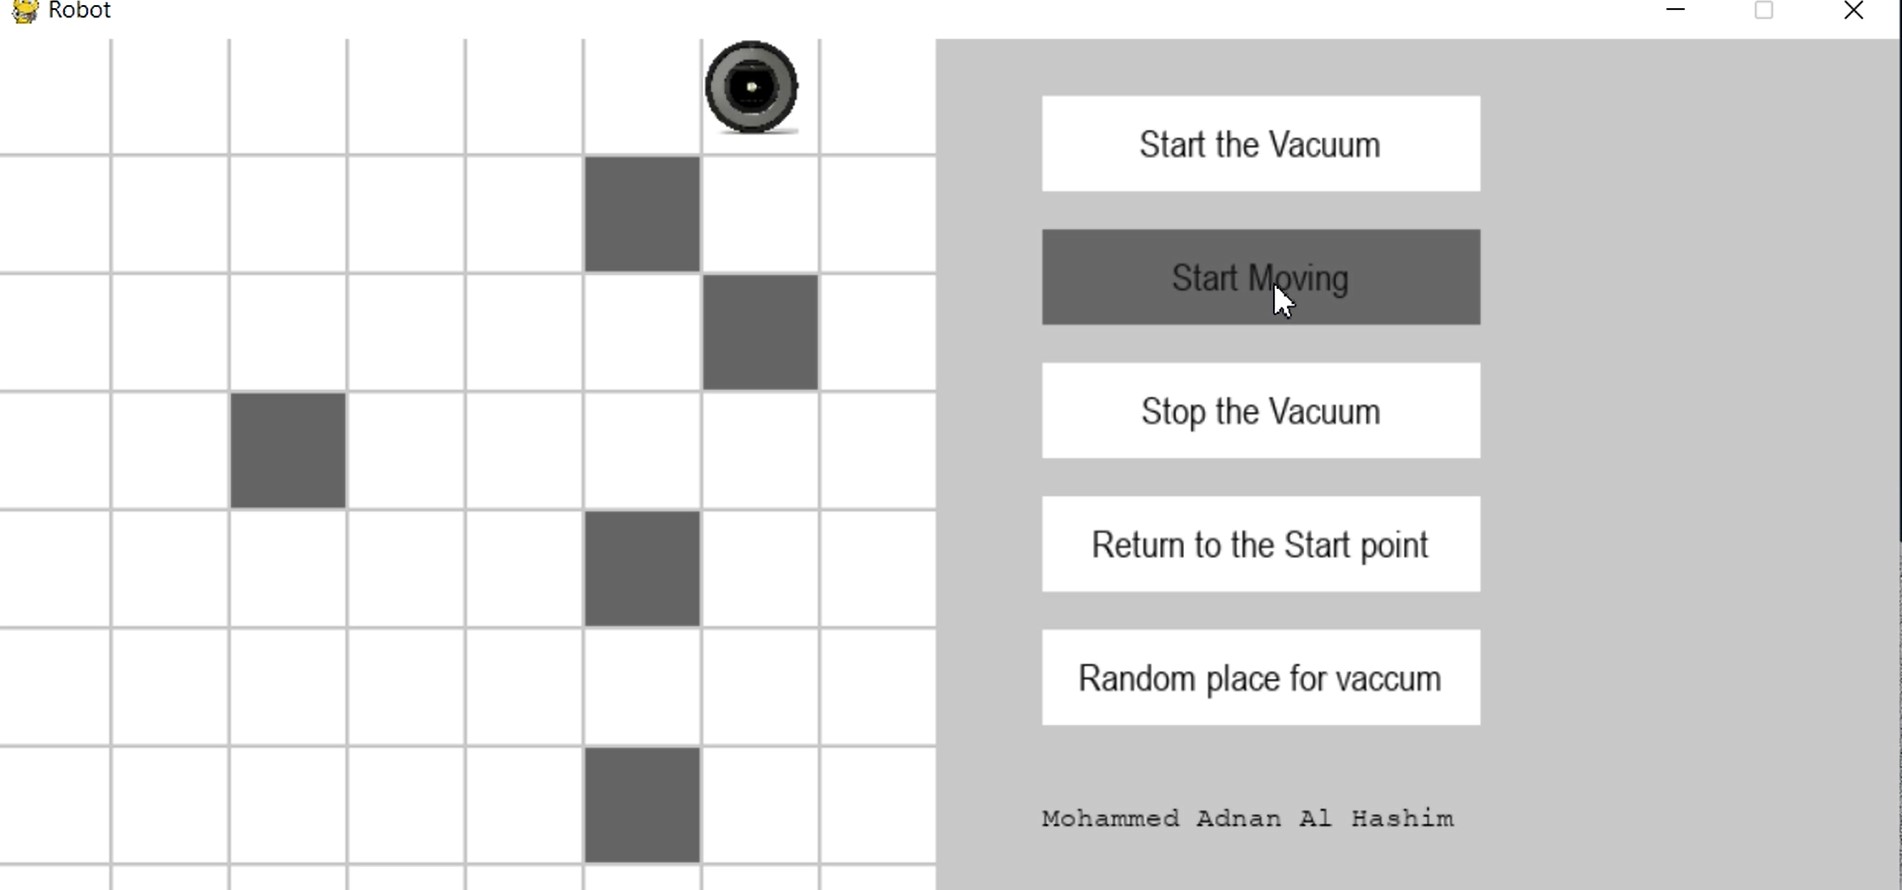 Robot
Start the Vacuum
Start Moving
Stop the Vacuum
Return to the Start point
Random place for vaccum
Mohammed Adnan Al Hashim